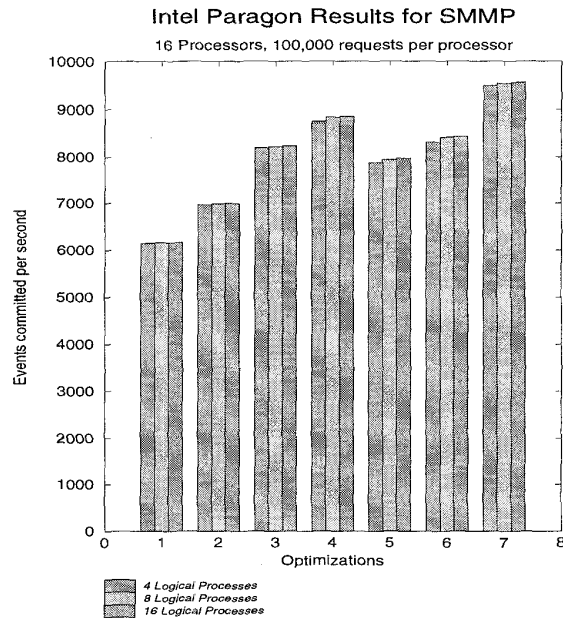 Intel Paragon Results for SMMP
16 Processors, 100,000 requests per processor
10000
9000
8000
7000
6000
5000
4000
3000
2000
1000
0
Events committed per second
0 1 2 3 4 5 6 7 8
Optimizations
4 Logical Processes
8 Logical Processes
16 Logical Processes